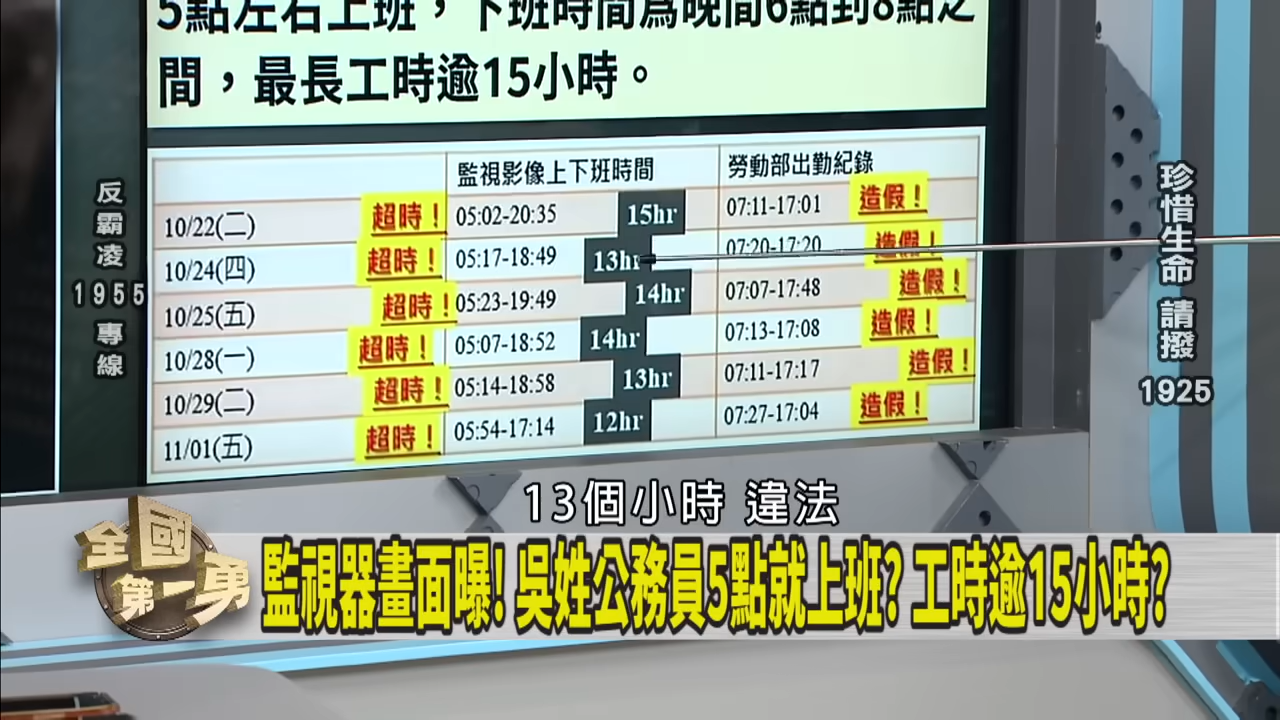 5點左右上班,下班時間為晚間6點到8點之
間,最長工時逾15小時。
監視影像上下班時間 勞動部出勤紀錄
10/22(二) 超時! 05:02-20:35 15hr 07:11-17:01 造假!
10/24(四) 超時! 05:17-18:49 13hr 07:20-17:20 造假!
10/25(五) 超時! 05:23-19:49 14hr 07:07-17:48 造假!
10/28(一) 超時! 05:07-18:52 14hr 07:13-17:08 造假!
10/29(二) 超時! 05:14-18:58 13hr 07:11-17:17 造假!
11/01(五) 超時! 05:54-17:14 12hr 07:27-17:04 造假!
反霸凌1955專線
珍惜生命 請撥1925
13個小時 違法
全國第一勇
監視器畫面曝!吳姓公務員5點就上班?工時逾15小時?